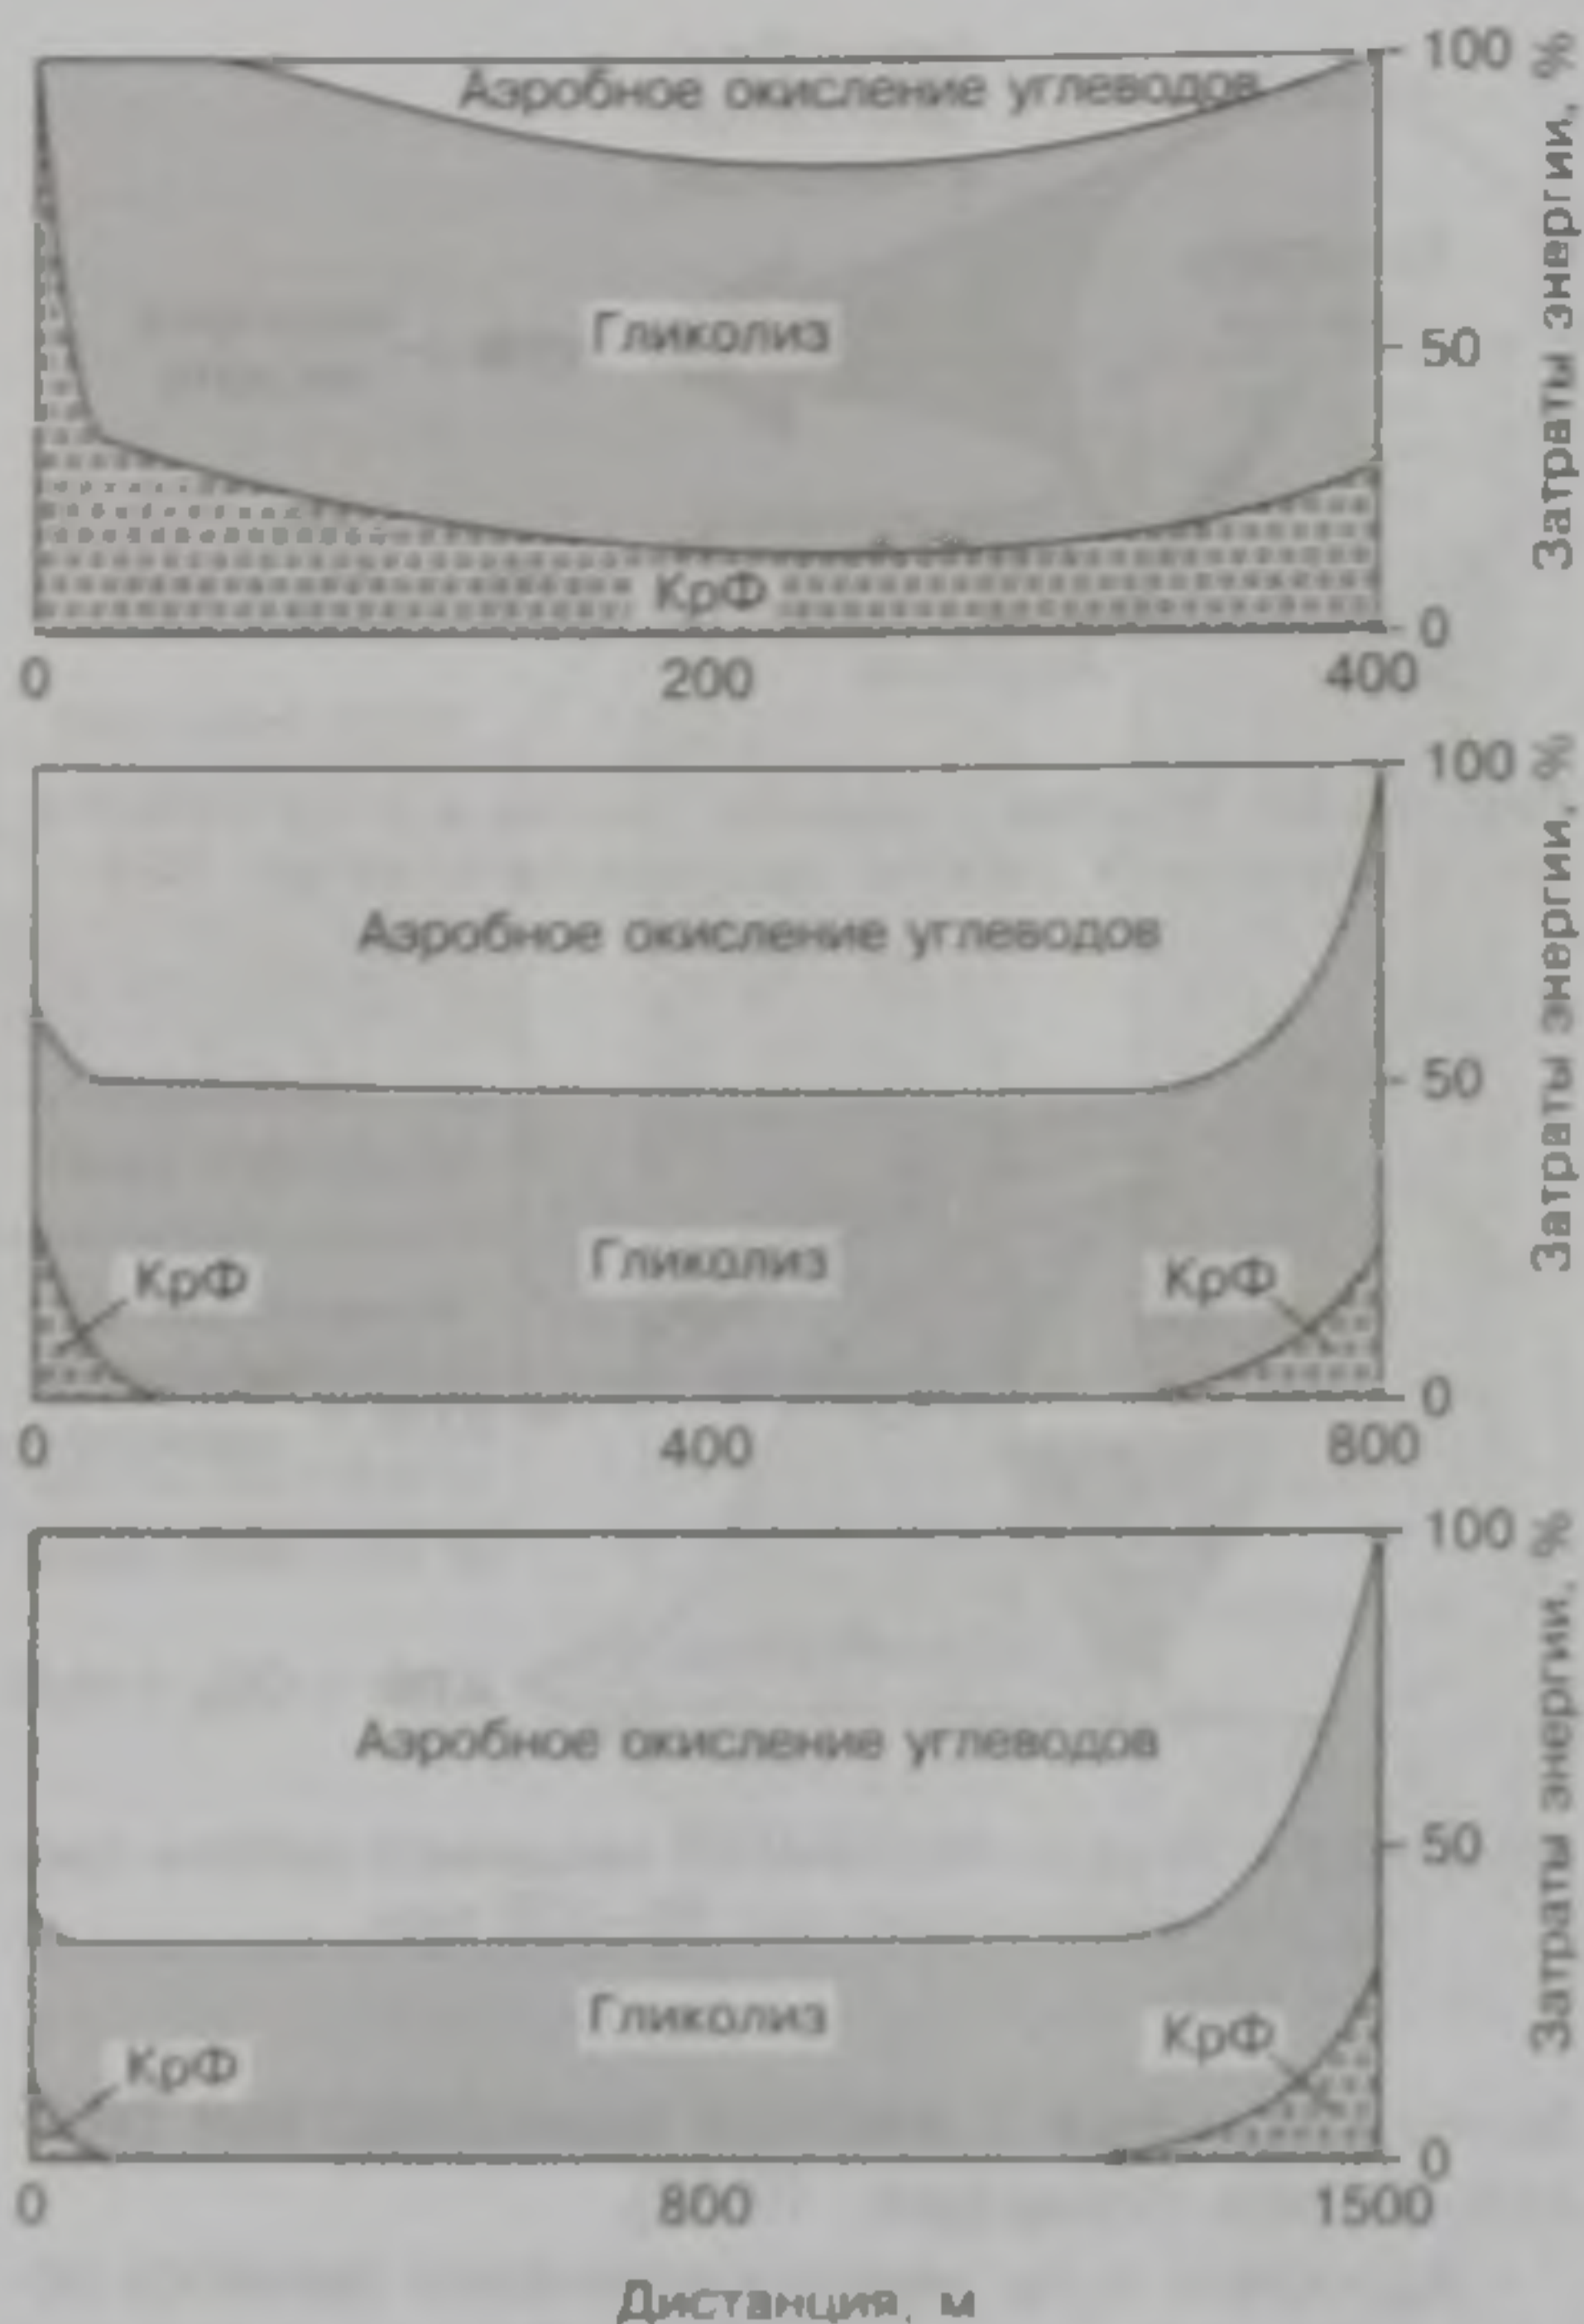 Аэробное окисление углеводов
Гликолиз
КрФ
100
50
0
Затраты энергии, %
0 200 400
Аэробное окисление углеводов
КрФ Гликолиз КрФ
100
50
0
Затраты энергии, %
0 400 800
Аэробное окисление углеводов
Гликолиз
КрФ КрФ
100
50
0
Затраты энергии, %
0 800 1500
Дистанция, м